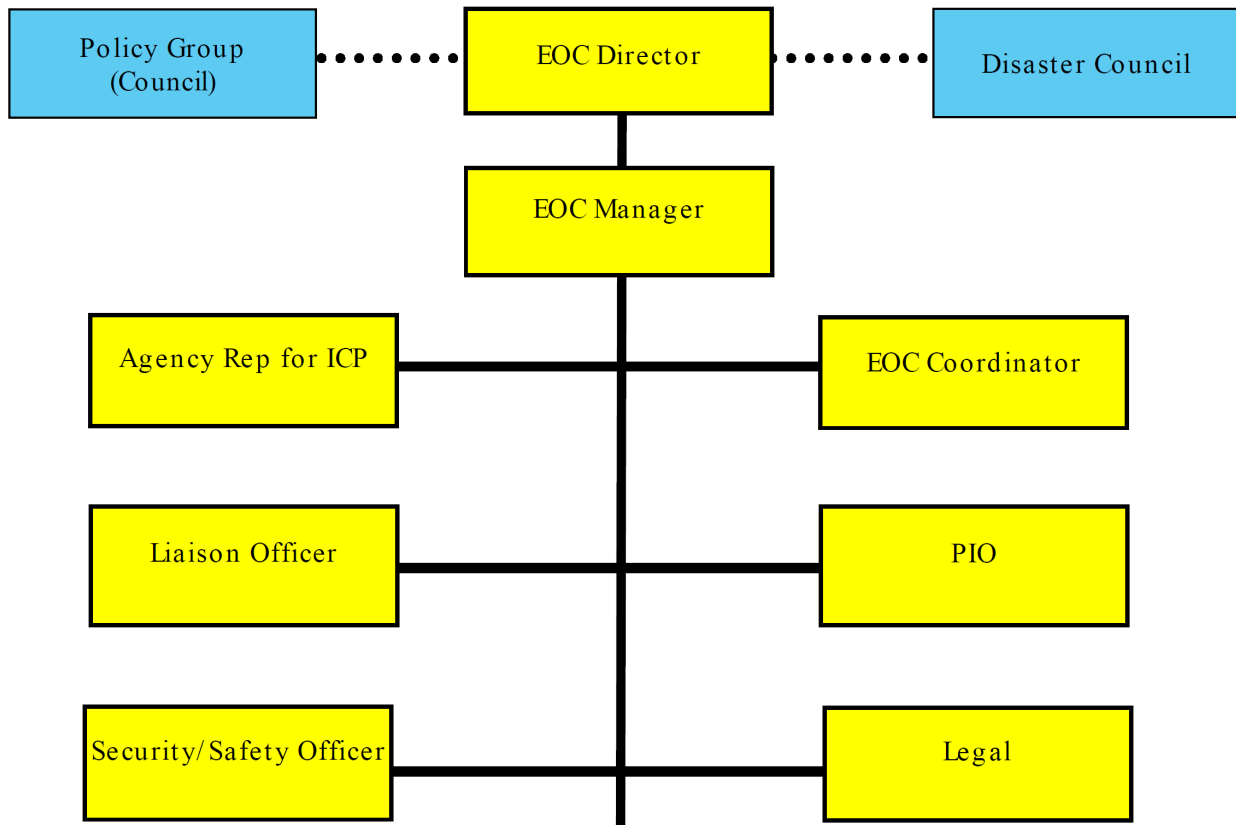 Policy Group
(Council)
EOC Director
Disaster Council
EOC Manager
Agency Rep for ICP
EOC Coordinator
Liaison Officer
PIO
Security/Safety Officer
Legal